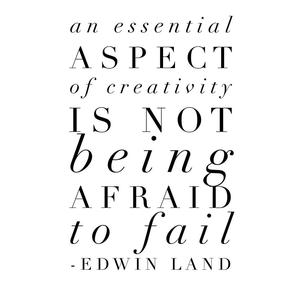 an essential
ASPECT
of creativity
IS NOT
being
AFRAID
to fail
-EDWIN LAND